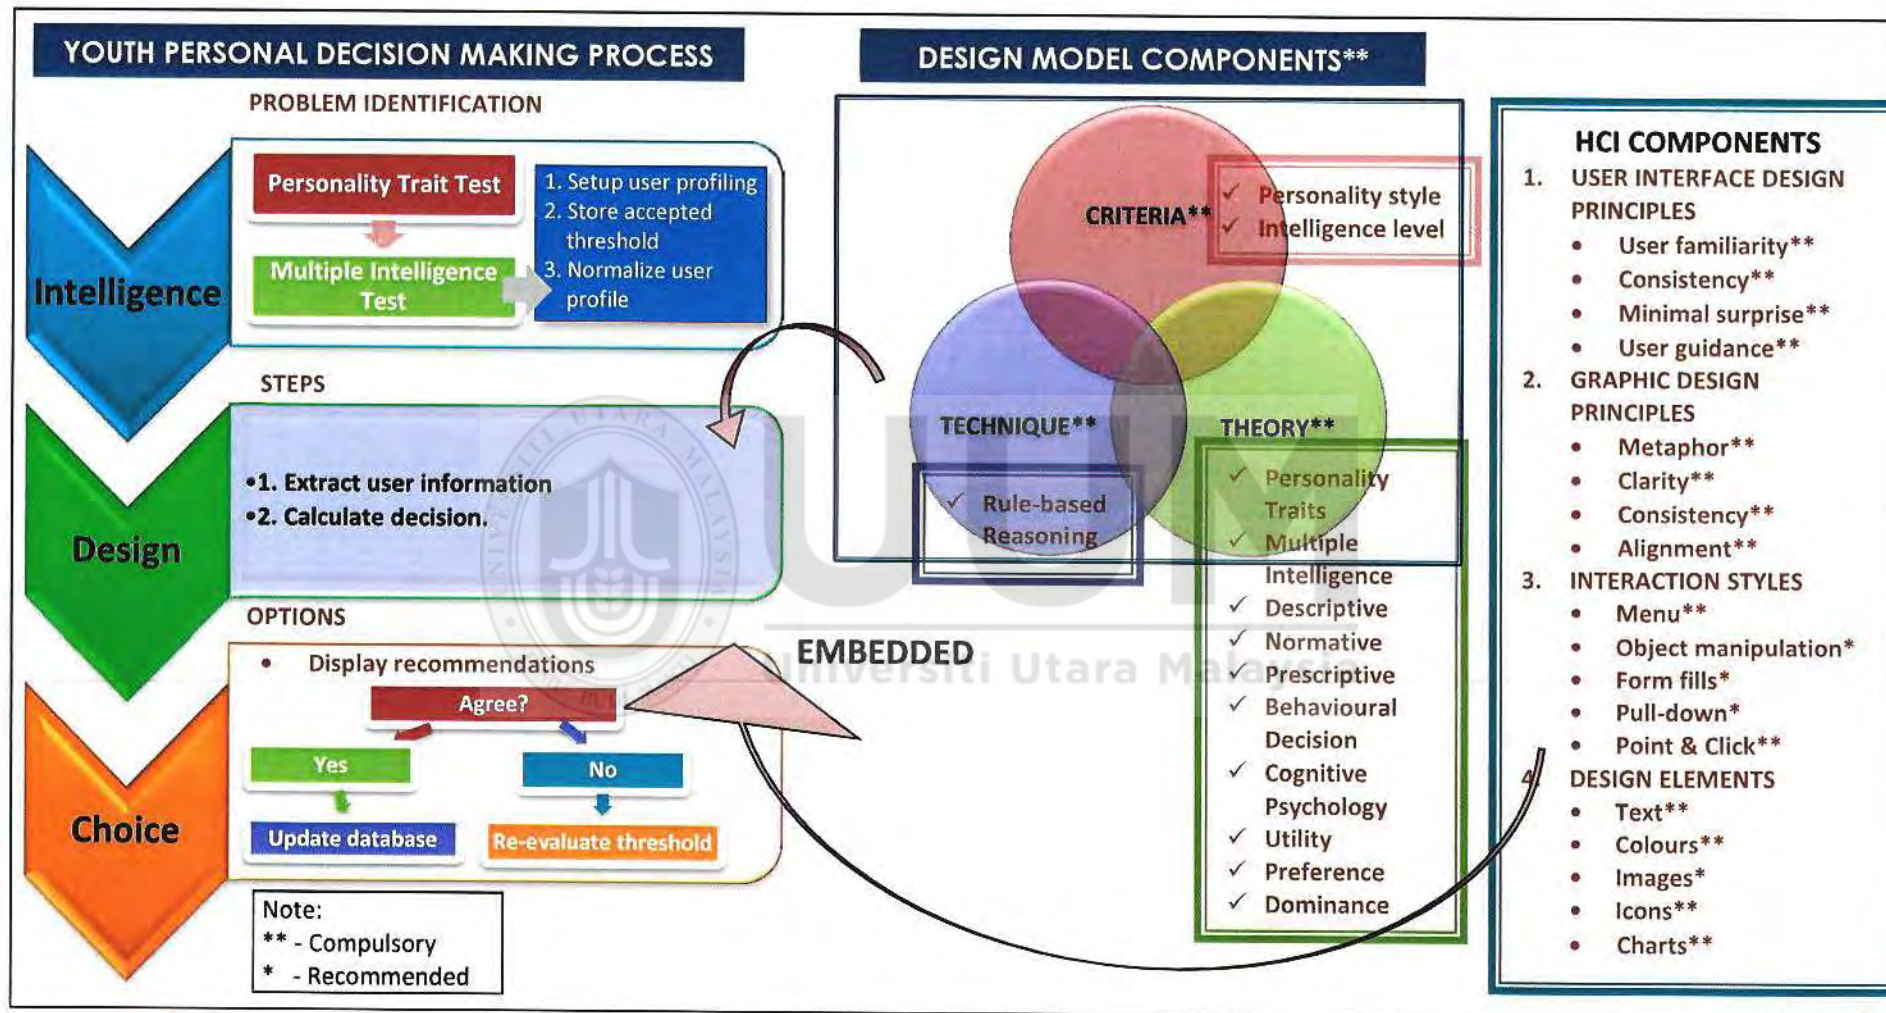 YOUTH PERSONAL DECISION MAKING PROCESS
PROBLEM IDENTIFICATION
Intelligence
Personality Trait Test
Multiple Intelligence
Test
1. Setup user profiling
2. Store accepted
threshold
3. Normalize user
profile
STEPS
Design
•1. Extract user information
•2. Calculate decision.
OPTIONS
Choice
• Display recommendations
Agree?
Yes
No
Update database
Re-evaluate threshold
Note:
** - Compulsory
* - Recommended
DESIGN MODEL COMPONENTS**
CRITERIA**
✓ Personality style
✓ Intelligence level
TECHNIQUE**
✓ Rule-based
Reasoning
THEORY**
✓ Personality
Traits
✓ Multiple
Intelligence
✓ Descriptive
✓ Normative
✓ Prescriptive
✓ Behavioural
Decision
✓ Cognitive
Psychology
✓ Utility
✓ Preference
✓ Dominance
EMBEDDED
HCI COMPONENTS
1. USER INTERFACE DESIGN
PRINCIPLES
• User familiarity**
• Consistency**
• Minimal surprise**
• User guidance**
2. GRAPHIC DESIGN
PRINCIPLES
• Metaphor**
• Clarity**
• Consistency**
• Alignment**
3. INTERACTION STYLES
• Menu**
• Object manipulation*
• Form fills*
• Pull-down*
• Point & Click**
4. DESIGN ELEMENTS
• Text**
• Colours**
• Images*
• Icons**
• Charts**
UUM
Universiti Utara Malaysia
UNIVERSITI UTARA MALAYSIA